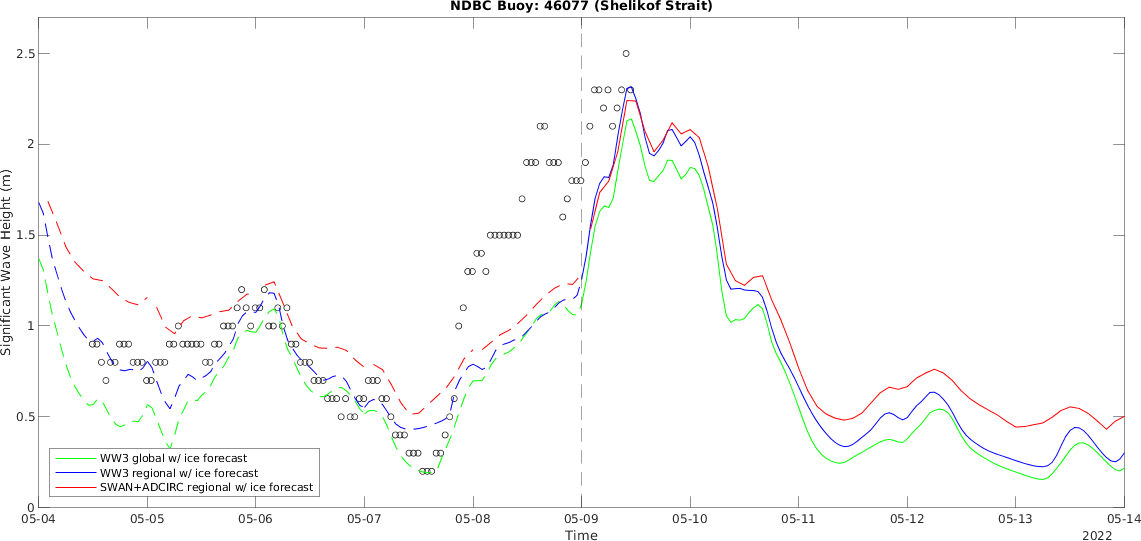 NDBC Buoy: 46077 (Shelikof Strait)
Significant Wave Height (m)
2.5
2
1.5
1
0.5
0
WW3 global w/ ice forecast
WW3 regional w/ ice forecast
SWAN+ADCIRC regional w/ ice forecast
05-04 05-05 05-06 05-07 05-08 05-09 05-10 05-11 05-12 05-13 05-14
Time
2022